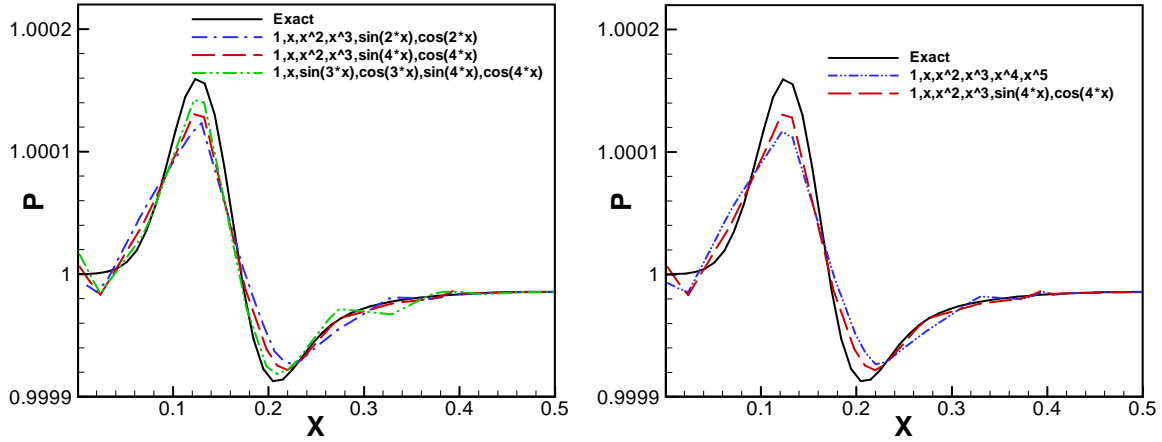 1.0002
Exact
1,x,x^2,x^3,sin(2*x),cos(2*x)
1,x,x^2,x^3,sin(4*x),cos(4*x)
1,x,sin(3*x),cos(3*x),sin(4*x),cos(4*x)
1.0001
P
1
0.9999
0.1
0.2
0.3
0.4
0.5
X
1.0002
Exact
1,x,x^2,x^3,x^4,x^5
1,x,x^2,x^3,sin(4*x),cos(4*x)
1.0001
P
1
0.9999
0.1
0.2
0.3
0.4
0.5
X